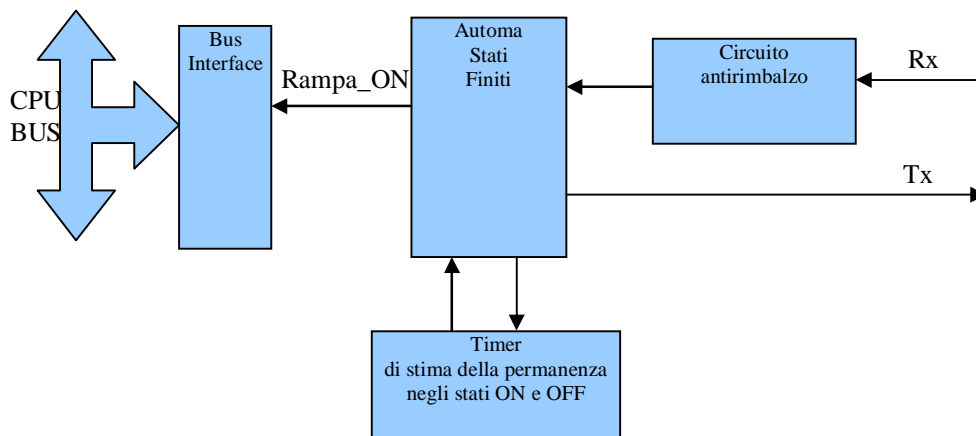 CPU
BUS
Bus
Interface
Rampa_ON
Automa
Stati
Finiti
Circuito
antirimbalzo
Rx
Tx
Timer
di stima della permanenza
negli stati ON e OFF